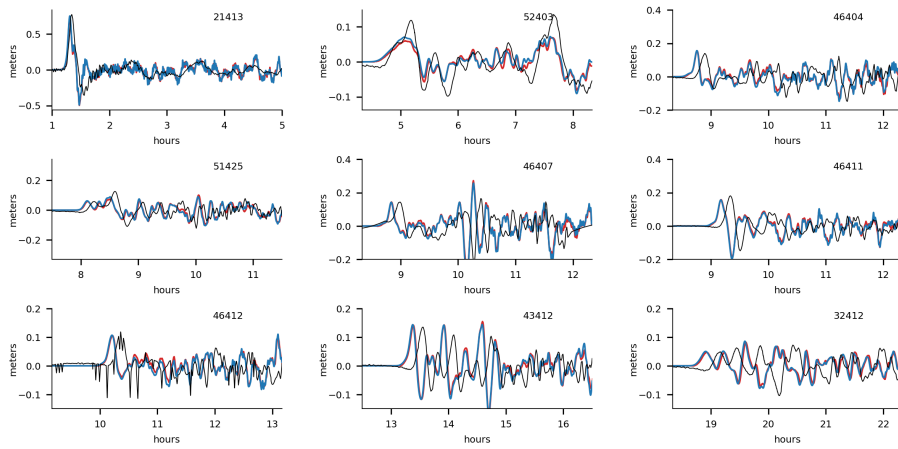 21413
meters
0.5
0.0
−0.5
1 2 3 4 5
hours
52403
meters
0.1
0.0
−0.1
5 6 7 8
hours
46404
meters
0.4
0.2
0.0
−0.2
9 10 11 12
hours
51425
meters
0.2
0.0
−0.2
8 9 10 11
hours
46407
meters
0.4
0.2
0.0
−0.2
9 10 11 12
hours
46411
meters
0.4
0.2
0.0
−0.2
9 10 11 12
hours
46412
meters
0.2
0.1
0.0
−0.1
10 11 12 13
hours
43412
meters
0.2
0.1
0.0
−0.1
13 14 15 16
hours
32412
meters
0.2
0.1
0.0
−0.1
19 20 21 22
hours